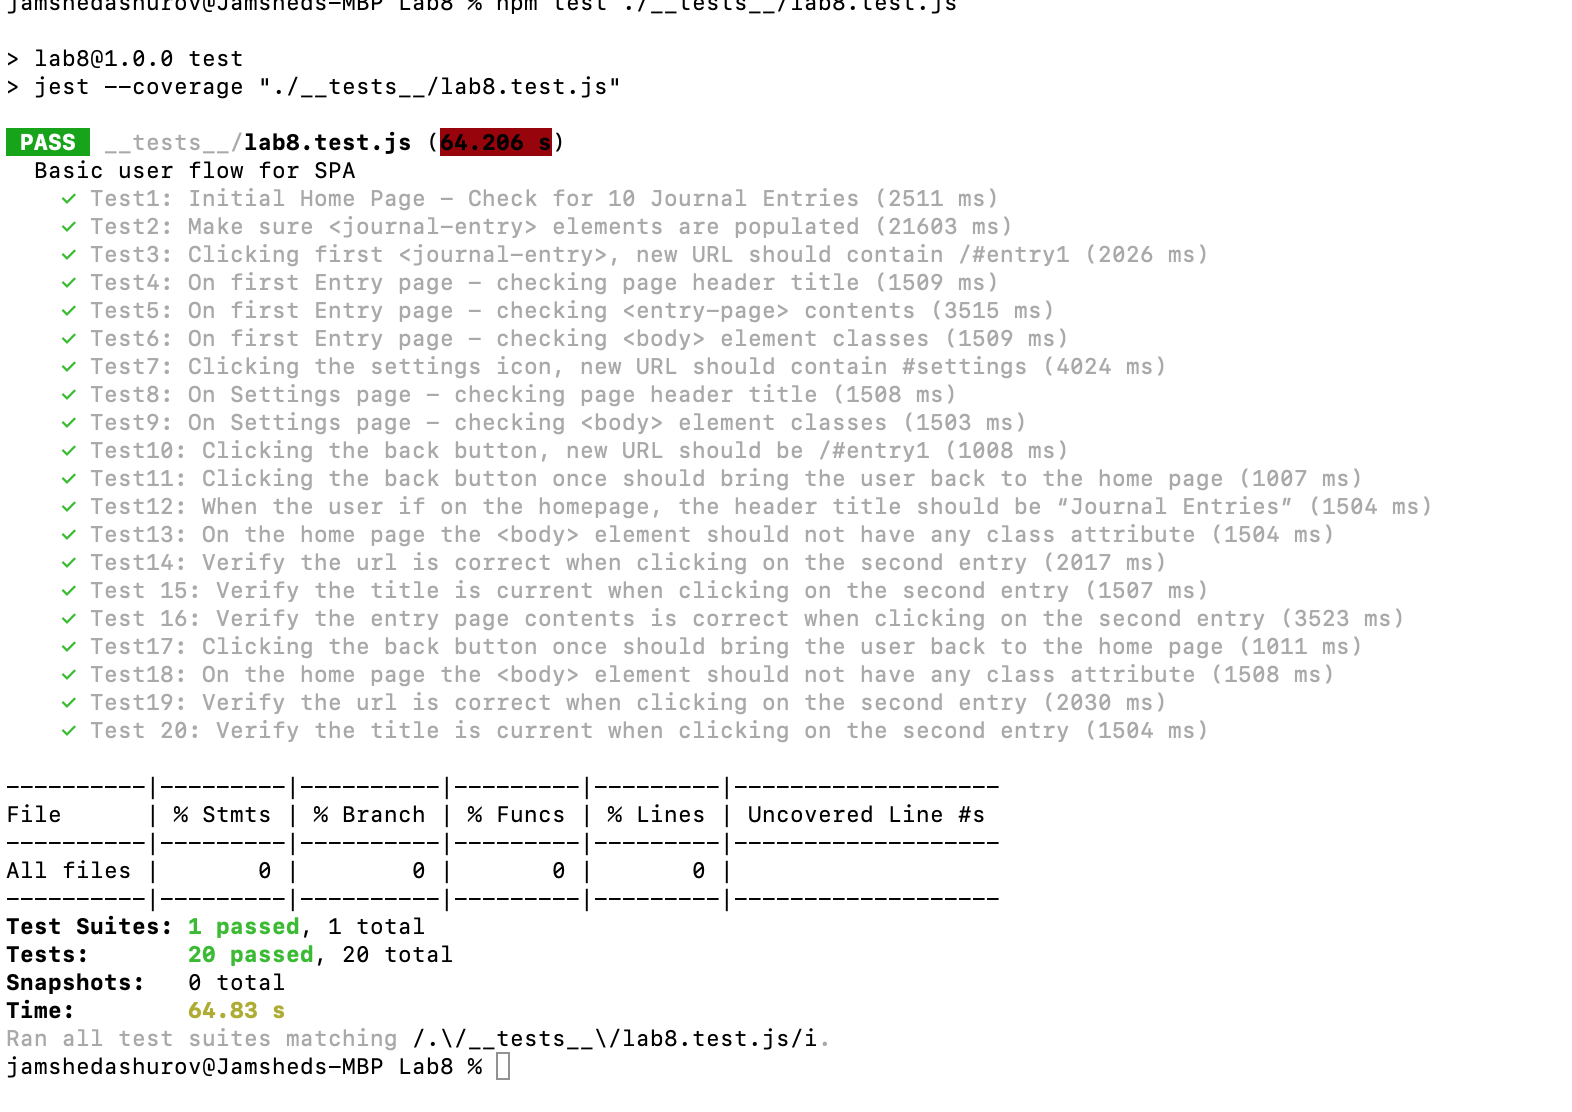 jamshedashurov@Jamsheds-MBP Lab8 % npm test ./__tests__/lab8.test.js
> lab8@1.0.0 test
> jest --coverage "./__tests__/lab8.test.js"
PASS __tests__/lab8.test.js (64.206 s)
Basic user flow for SPA
✓ Test1: Initial Home Page - Check for 10 Journal Entries (2511 ms)
✓ Test2: Make sure <journal-entry> elements are populated (21603 ms)
✓ Test3: Clicking first <journal-entry>, new URL should contain /#entry1 (2026 ms)
✓ Test4: On first Entry page - checking page header title (1509 ms)
✓ Test5: On first Entry page - checking <entry-page> contents (3515 ms)
✓ Test6: On first Entry page - checking <body> element classes (1509 ms)
✓ Test7: Clicking the settings icon, new URL should contain #settings (4024 ms)
✓ Test8: On Settings page - checking page header title (1508 ms)
✓ Test9: On Settings page - checking <body> element classes (1503 ms)
✓ Test10: Clicking the back button, new URL should be /#entry1 (1008 ms)
✓ Test11: Clicking the back button once should bring the user back to the home page (1007 ms)
✓ Test12: When the user if on the homepage, the header title should be “Journal Entries” (1504 ms)
✓ Test13: On the home page the <body> element should not have any class attribute (1504 ms)
✓ Test14: Verify the url is correct when clicking on the second entry (2017 ms)
✓ Test 15: Verify the title is current when clicking on the second entry (1507 ms)
✓ Test 16: Verify the entry page contents is correct when clicking on the second entry (3523 ms)
✓ Test17: Clicking the back button once should bring the user back to the home page (1011 ms)
✓ Test18: On the home page the <body> element should not have any class attribute (1508 ms)
✓ Test19: Verify the url is correct when clicking on the second entry (2030 ms)
✓ Test 20: Verify the title is current when clicking on the second entry (1504 ms)
----------|---------|----------|---------|---------|-------------------
File      | % Stmts | % Branch | % Funcs | % Lines | Uncovered Line #s
----------|---------|----------|---------|---------|-------------------
All files |       0 |        0 |       0 |       0 |
----------|---------|----------|---------|---------|-------------------
Test Suites: 1 passed, 1 total
Tests:       20 passed, 20 total
Snapshots:   0 total
Time:        64.83 s
Ran all test suites matching /.\/__tests__\/lab8.test.js/i.
jamshedashurov@Jamsheds-MBP Lab8 %